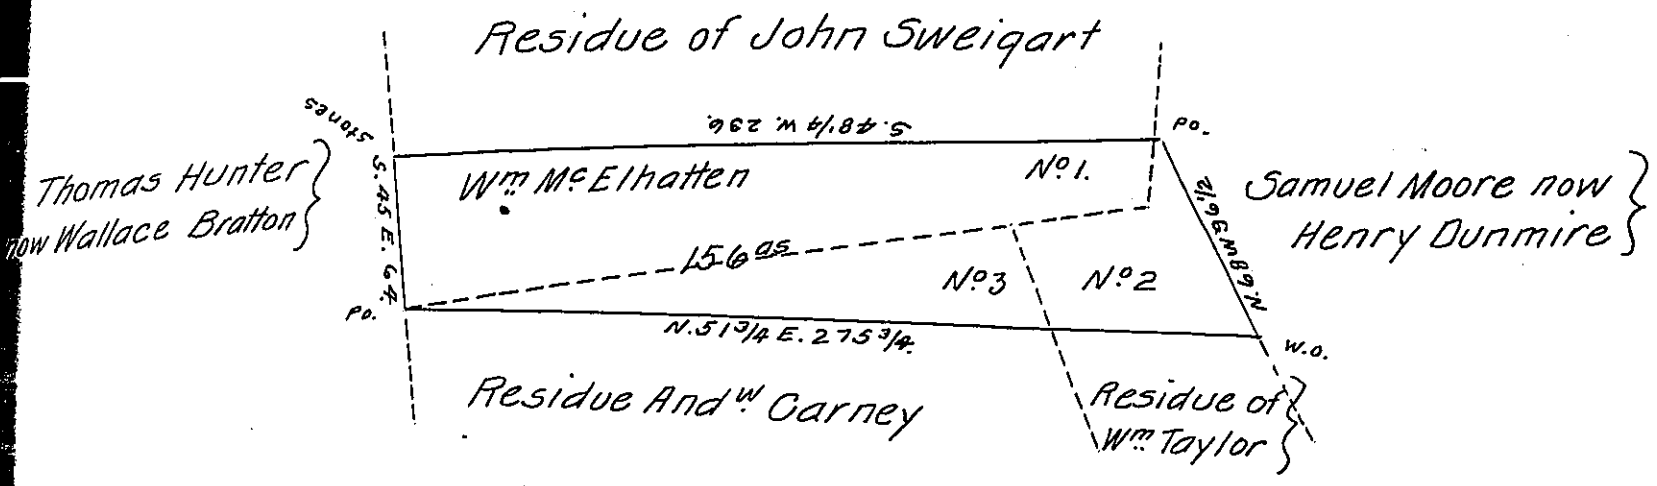 Residue of John Sweigart
Stones
S. 48 1/4 W. 236.
Po.
Thomas Hunter
now Wallace Bratton
S. 45 E. 64.
Wm. McElhatten
No 1.
N. 68 W 96 1/2
Samuel Moore now
Henry Dunmire
156 as
No 3
No 2
Po.
N. 51 3/4 E. 275 3/4.
W.O.
Residue Andw Carney
Residue of
Wm Taylor